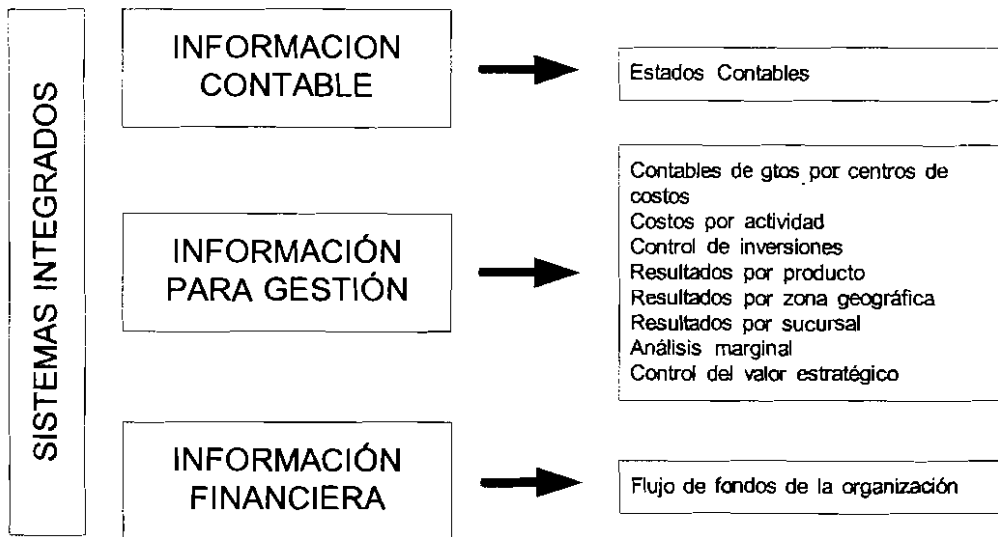 SISTEMAS INTEGRADOS
INFORMACION
CONTABLE
Estados Contables
INFORMACIÓN
PARA GESTIÓN
Contables de gtos por centros de
costos
Costos por actividad
Control de inversiones
Resultados por producto
Resultados por zona geográfica
Resultados por sucursal
Análisis marginal
Control del valor estratégico
INFORMACIÓN
FINANCIERA
Flujo de fondos de la organización